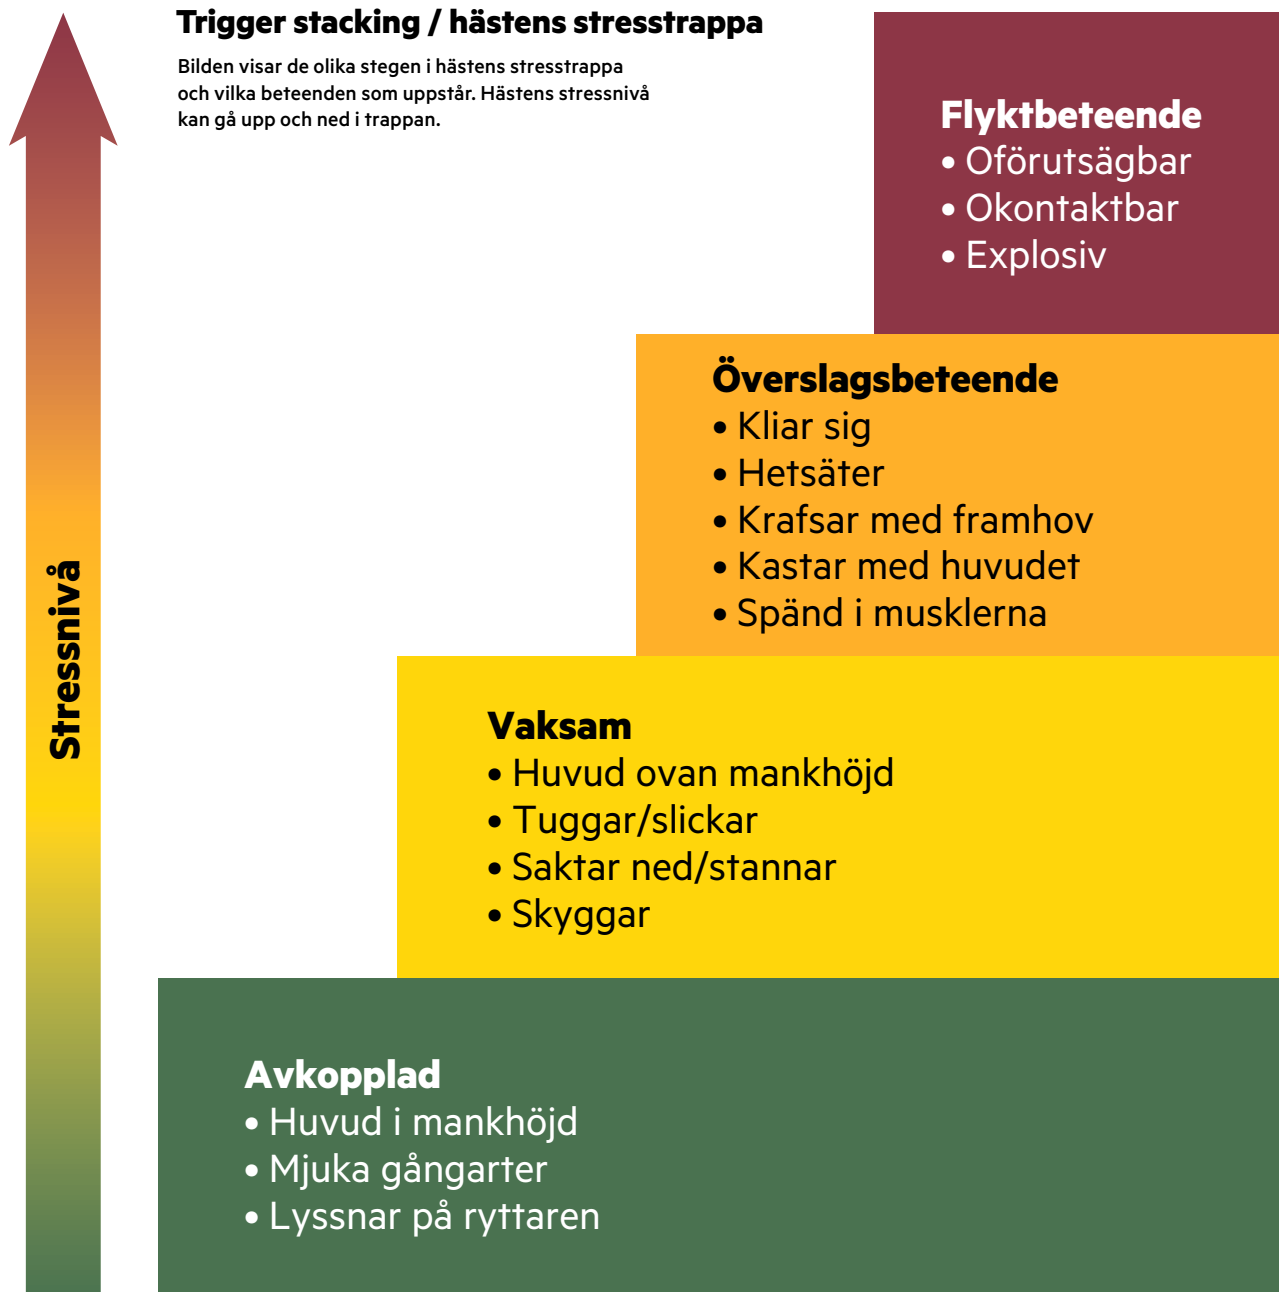 Trigger stacking / hästens stresstrappa
Bilden visar de olika stegen i hästens stresstrappa
och vilka beteenden som uppstår. Hästens stressnivå
kan gå upp och ned i trappan.
Flyktbeteende
• Oförutsägbar
• Okontaktbar
• Explosiv
Överslagsbeteende
• Kliar sig
• Hetsäter
• Krafsar med framhov
• Kastar med huvudet
• Spänd i musklerna
Stressnivå
Vaksam
• Huvud ovan mankhöjd
• Tuggar/slickar
• Saktar ned/stannar
• Skyggar
Avkopplad
• Huvud i mankhöjd
• Mjuka gångarter
• Lyssnar på ryttaren